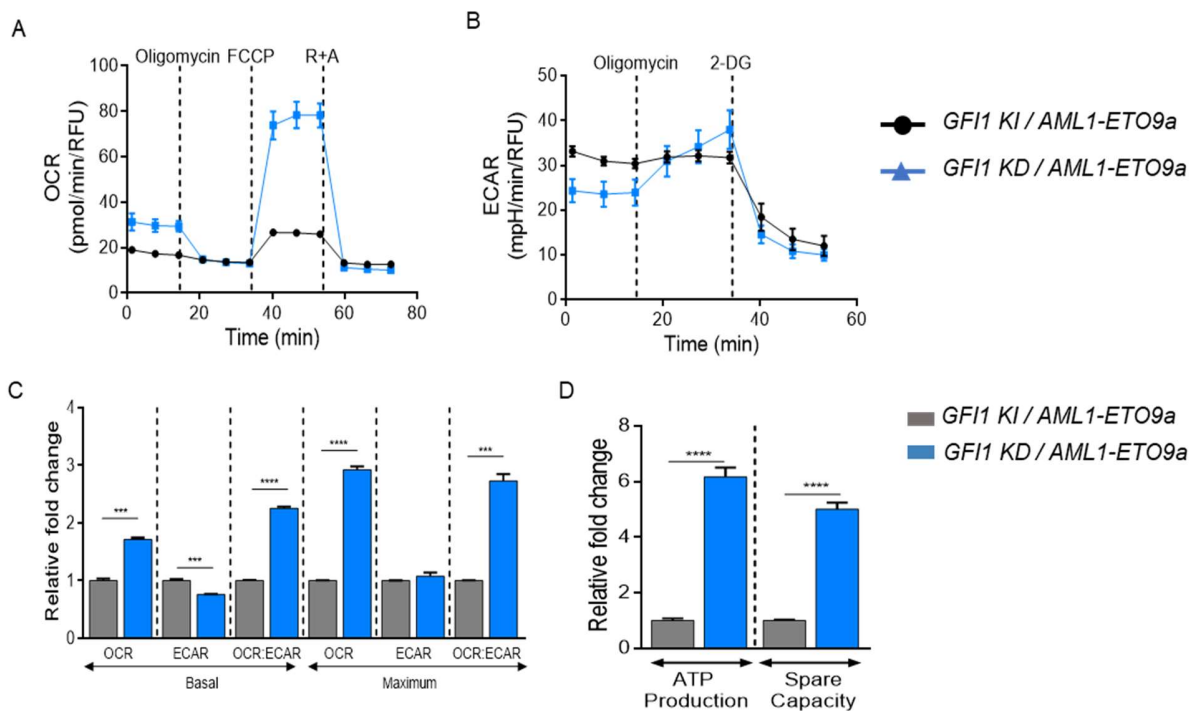 A
Oligomycin FCCP R+A
100
80
60
40
20
0
OCR
(pmol/min/RFU)
0 20 40 60 80
Time (min)
B
Oligomycin 2-DG
50
40
30
20
10
0
ECAR
(mpH/min/RFU)
0 20 40 60
Time (min)
GFI1 KI / AML1-ETO9a
GFI1 KD / AML1-ETO9a
C
4
3
2
1
0
Relative fold change
*** *** **** **** ***
OCR ECAR OCR:ECAR OCR ECAR OCR:ECAR
Basal Maximum
D
8
6
4
2
0
Relative fold change
**** ****
ATP Spare
Production Capacity
GFI1 KI / AML1-ETO9a
GFI1 KD / AML1-ETO9a